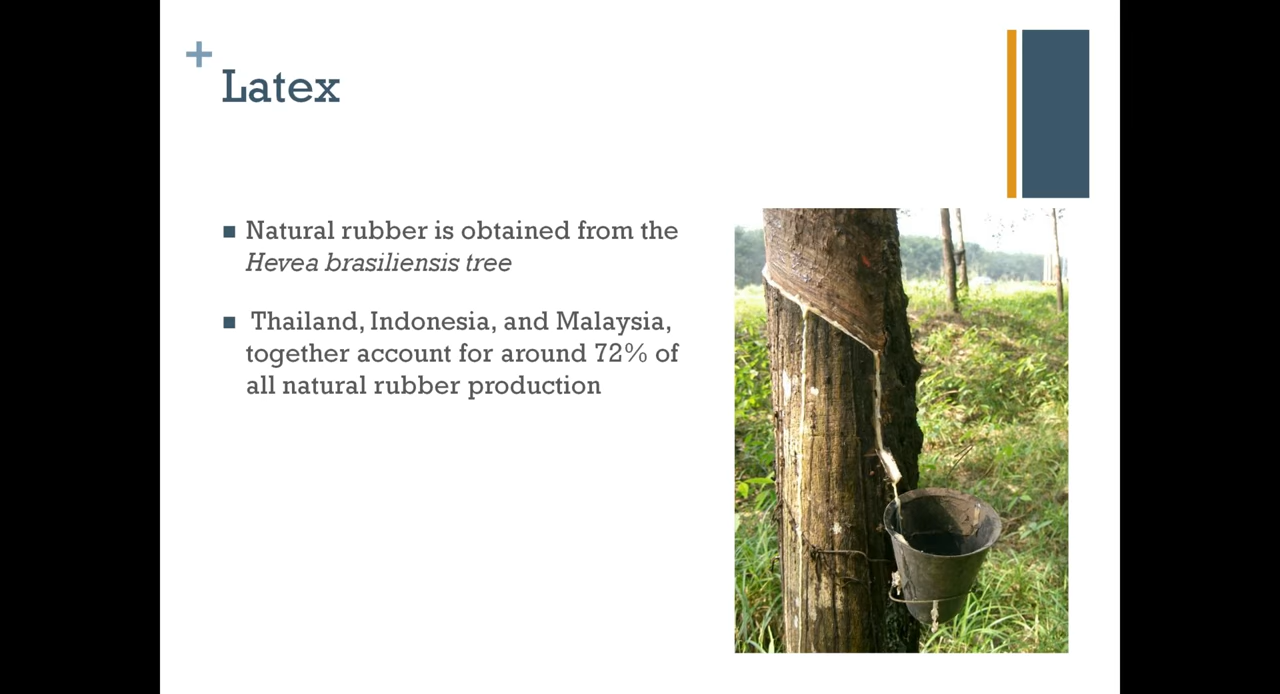 +
Latex
■ Natural rubber is obtained from the
Hevea brasiliensis tree
■ Thailand, Indonesia, and Malaysia,
together account for around 72% of
all natural rubber production